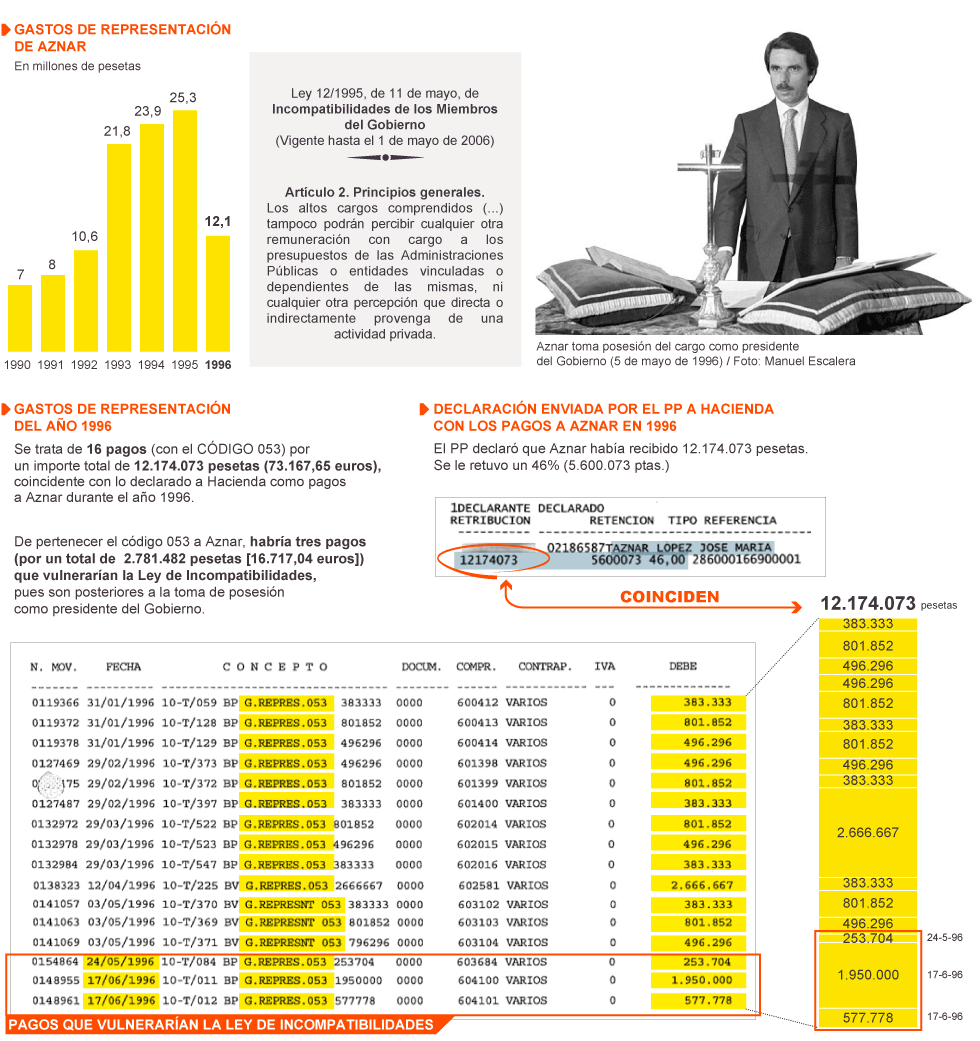 GASTOS DE REPRESENTACIÓN
DE AZNAR
En millones de pesetas
7
8
10,6
21,8
23,9
25,3
12,1
1990 1991 1992 1993 1994 1995 1996
Ley 12/1995, de 11 de mayo, de
Incompatibilidades de los Miembros
del Gobierno
(Vigente hasta el 1 de mayo de 2006)
Articulo 2. Principios generales.
Los altos cargos comprendidos (...)
tampoco podrán percibir cualquier otra
remuneración con cargo a los
presupuestos de las Administraciones
Públicas o entidades vinculadas o
dependientes de las mismas, ni
cualquier otra percepción que directa o
indirectamente provenga de una
actividad privada.
Aznar toma posesión del cargo como presidente
del Gobierno (5 de mayo de 1996) / Foto: Manuel Escalera
GASTOS DE REPRESENTACIÓN
DEL AÑO 1996
Se trata de 16 pagos (con el CÓDIGO 053) por
un importe total de 12.174.073 pesetas (73.167,65 euros),
coincidente con lo declarado a Hacienda como pagos
a Aznar durante el año 1996.
De pertenecer el código 053 a Aznar, habría tres pagos
(por un total de 2.781.482 pesetas [16.717,04 euros])
que vulnerarían la Ley de Incompatibilidades,
pues son posteriores a la toma de posesión
como presidente del Gobierno.
DECLARACIÓN ENVIADA POR EL PP A HACIENDA
CON LOS PAGOS A AZNAR EN 1996
El PP declaró que Aznar había recibido 12.174.073 pesetas.
Se le retuvo un 46% (5.600.073 ptas.)
1DECLARANTE DECLARADO
RETRIBUCION RETENCION TIPO REFERENCIA
02186587TAZNAR LOPEZ JOSE MARIA
12174073 5600073 46,00 286000166900001
COINCIDEN
12.174.073 pesetas
N. MOV. FECHA C O N C E P T O DOCUM. COMPR. CONTRAP. IVA DEBE
0119366 31/01/1996 10-T/059 BP G.REPRES.053 383333 0000 600412 VARIOS 0 383.333
0119372 31/01/1996 10-T/128 BP G.REPRES.053 801852 0000 600413 VARIOS 0 801.852
0119378 31/01/1996 10-T/129 BP G.REPRES.053 496296 0000 600414 VARIOS 0 496.296
0127469 29/02/1996 10-T/373 BP G.REPRES.053 496296 0000 601398 VARIOS 0 496.296
175 29/02/1996 10-T/372 BP G.REPRES.053 801852 0000 601399 VARIOS 0 801.852
0127487 29/02/1996 10-T/397 BP G.REPRES.053 383333 0000 601400 VARIOS 0 383.333
0132972 29/03/1996 10-T/522 BP G.REPRES.053 801852 0000 602014 VARIOS 0 801.852
0132978 29/03/1996 10-T/523 BP G.REPRES.053 496296 0000 602015 VARIOS 0 496.296
0132984 29/03/1996 10-T/547 BP G.REPRES.053 383333 0000 602016 VARIOS 0 383.333
0138323 12/04/1996 10-T/225 BV G.REPRES.053 2666667 0000 602581 VARIOS 0 2.666.667
0141057 03/05/1996 10-T/370 BV G.REPRESNT 053 383333 0000 603102 VARIOS 0 383.333
0141063 03/05/1996 10-T/369 BV G.REPRESNT 053 801852 0000 603103 VARIOS 0 801.852
0141069 03/05/1996 10-T/371 BV G.REPRESNT 053 796296 0000 603104 VARIOS 0 496.296
0154864 24/05/1996 10-T/084 BP G.REPRES.053 253704 0000 603684 VARIOS 0 253.704
0148955 17/06/1996 10-T/011 BP G.REPRES.053 1950000 0000 604100 VARIOS 0 1.950.000
0148961 17/06/1996 10-T/012 BP G.REPRES.053 577778 0000 604101 VARIOS 0 577.778
PAGOS QUE VULNERARÍAN LA LEY DE INCOMPATIBILIDADES
383.333
801.852
496.296
496.296
801.852
383.333
801.852
496.296
383.333
2.666.667
383.333
801.852
496.296
253.704 24-5-96
1.950.000 17-6-96
577.778 17-6-96